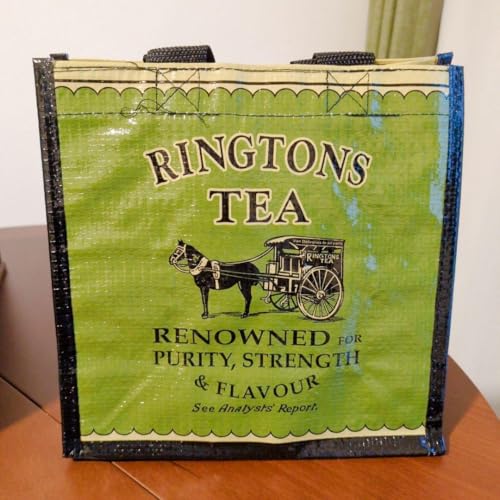 RINGTONS
TEA
RINGTONS
TEA
RENOWNED FOR
PURITY, STRENGTH
& FLAVOUR
See Analysts' Report.